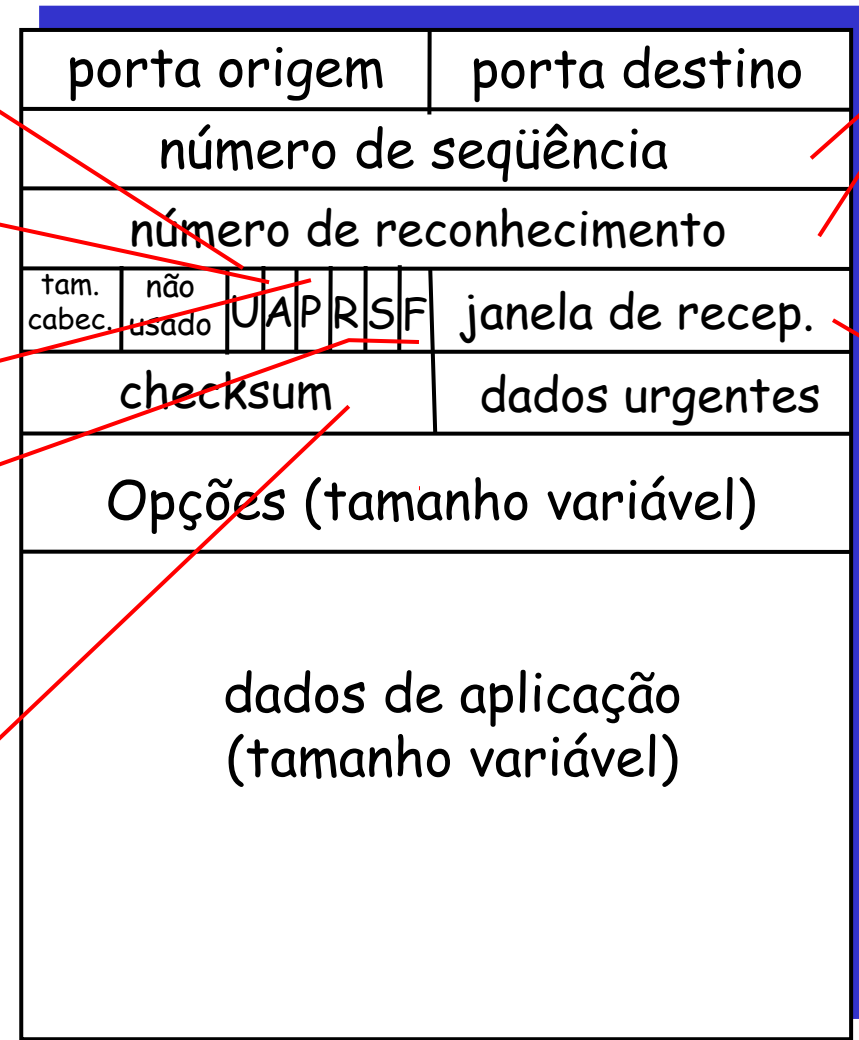 porta origem porta destino
número de seqüência
número de reconhecimento
tam. cabec. não usado U A P R S F janela de recep.
checksum dados urgentes
Opções (tamanho variável)
dados de aplicação
(tamanho variável)